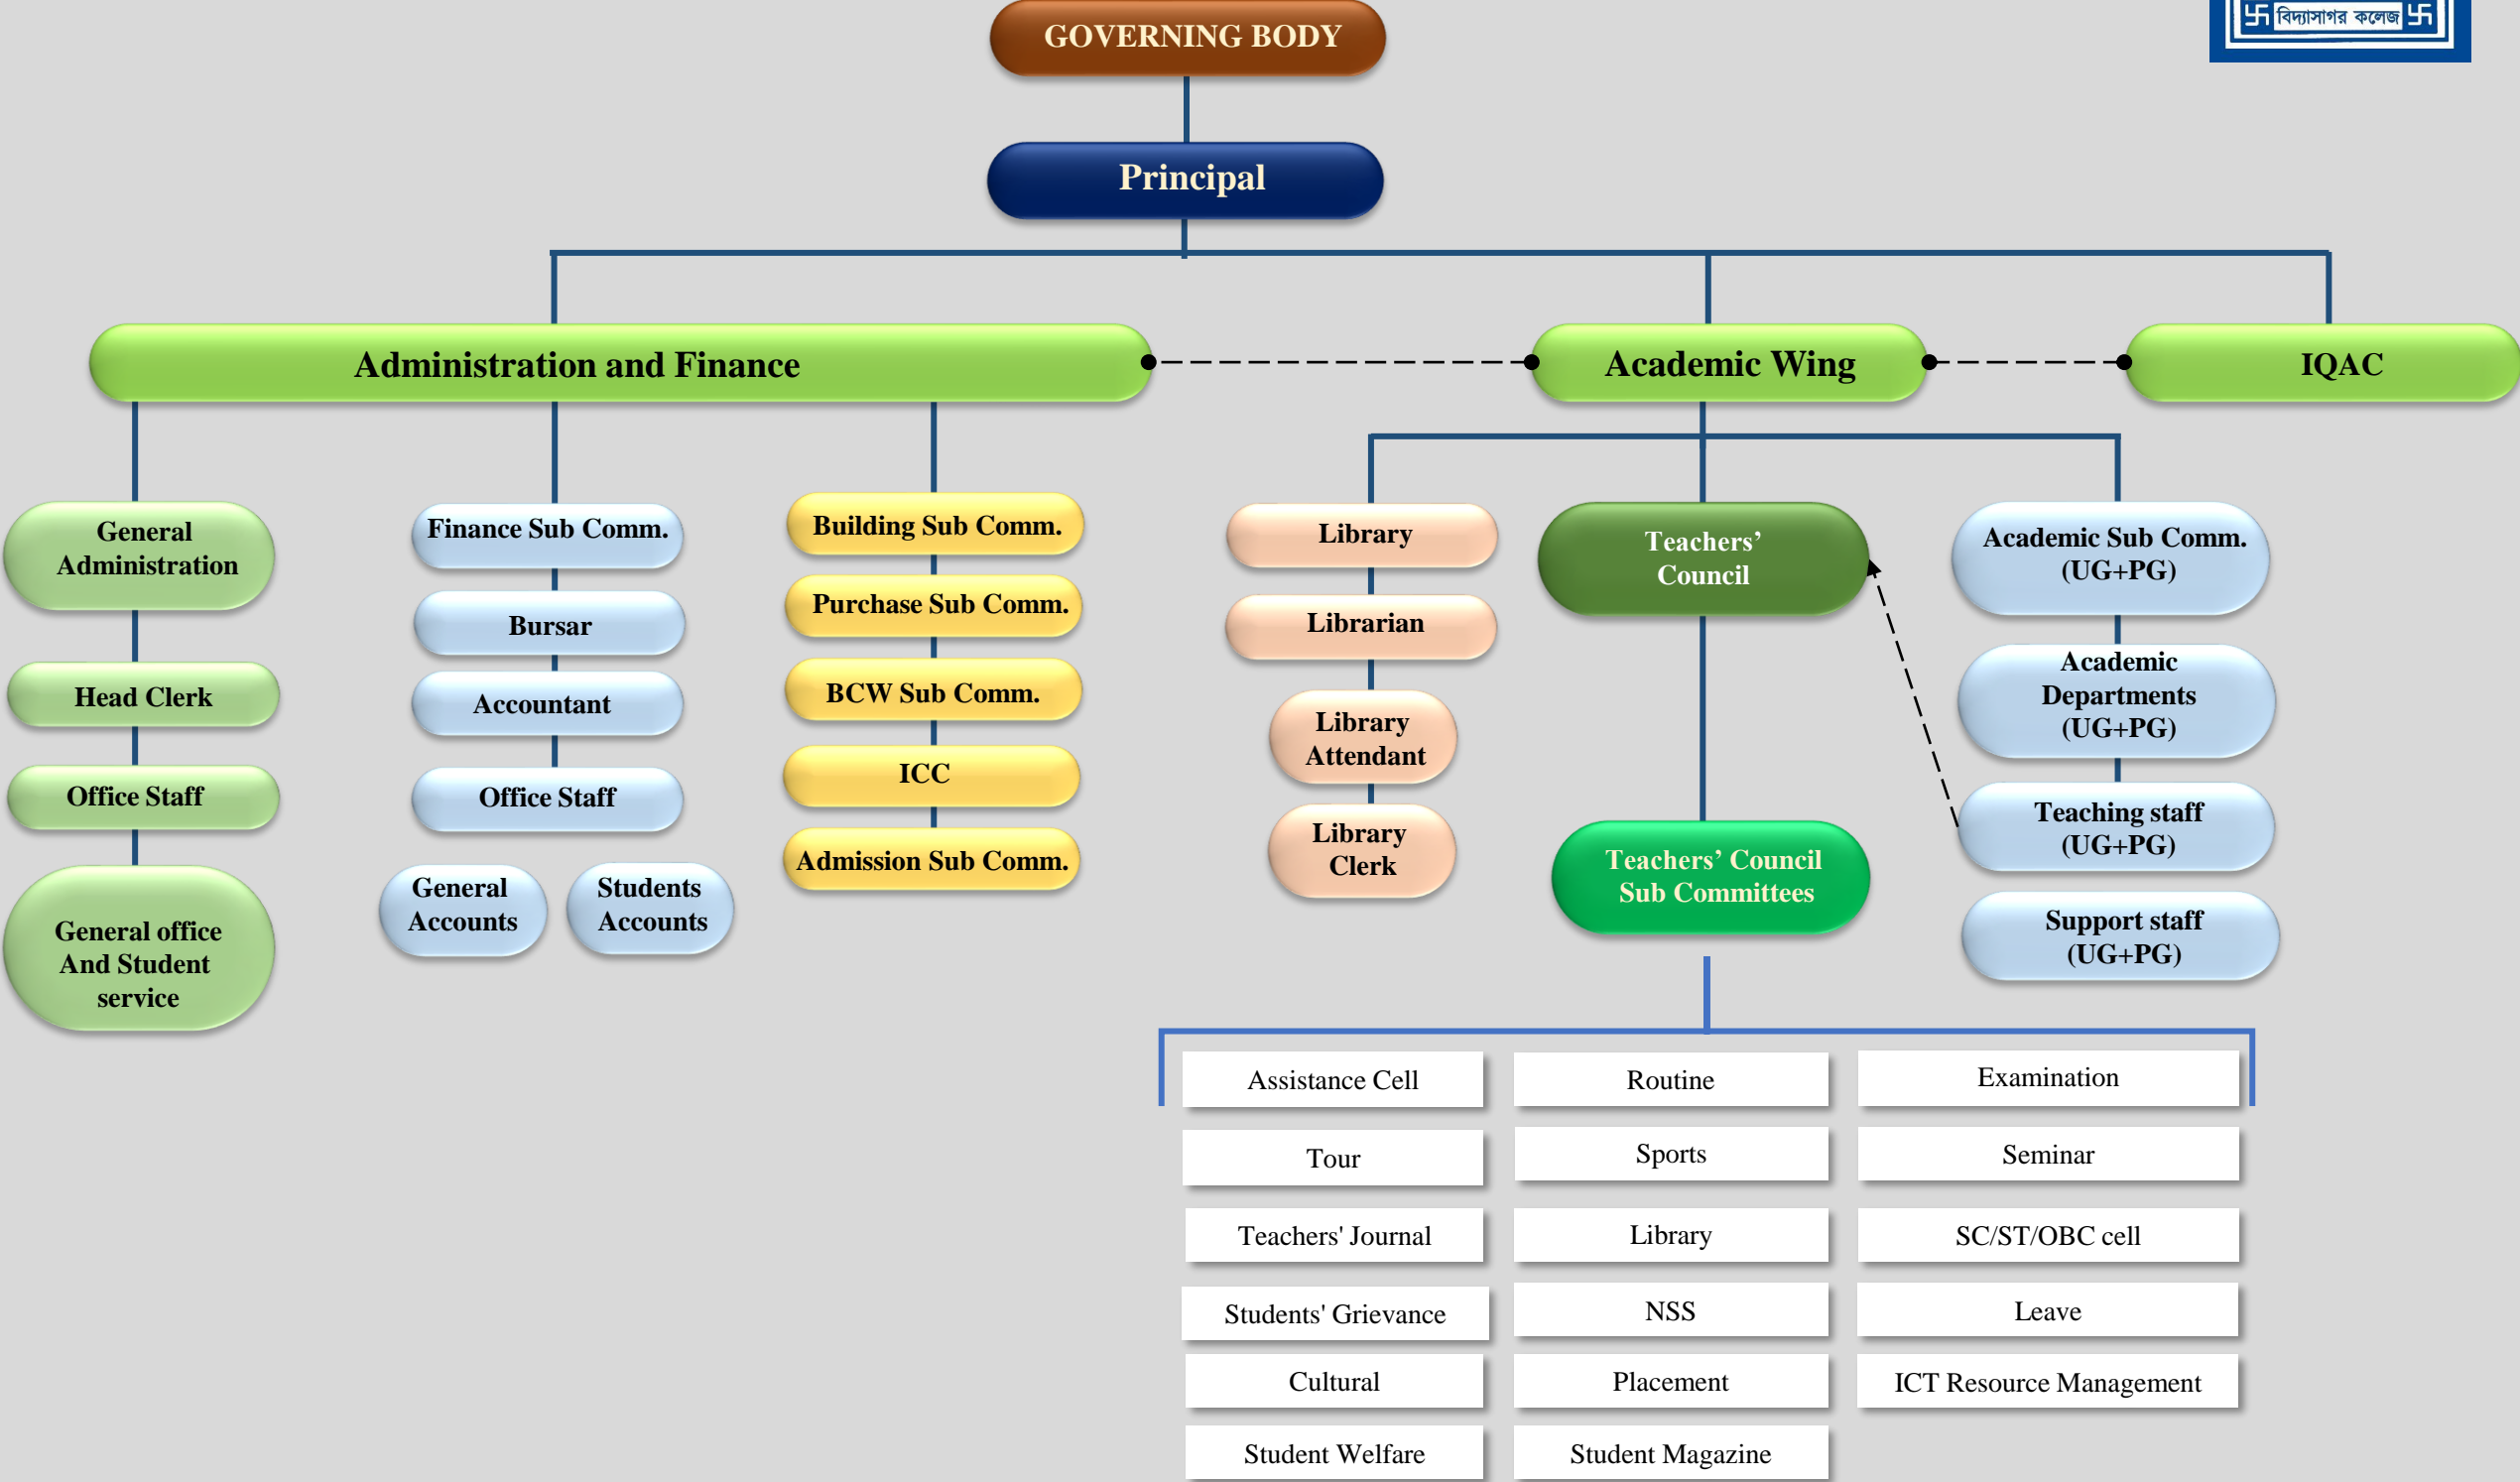 বিদ্যাসাগর কলেজ
GOVERNING BODY
Principal
Administration and Finance
Academic Wing
IQAC
General
Administration
Head Clerk
Office Staff
General office
And Student
service
Finance Sub Comm.
Bursar
Accountant
Office Staff
General
Accounts
Students
Accounts
Building Sub Comm.
Purchase Sub Comm.
BCW Sub Comm.
ICC
Admission Sub Comm.
Library
Librarian
Library
Attendant
Library
Clerk
Teachers’
Council
Teachers’ Council
Sub Committees
Academic Sub Comm.
(UG+PG)
Academic
Departments
(UG+PG)
Teaching staff
(UG+PG)
Support staff
(UG+PG)
Assistance Cell
Routine
Examination
Tour
Sports
Seminar
Teachers' Journal
Library
SC/ST/OBC cell
Students' Grievance
NSS
Leave
Cultural
Placement
ICT Resource Management
Student Welfare
Student Magazine